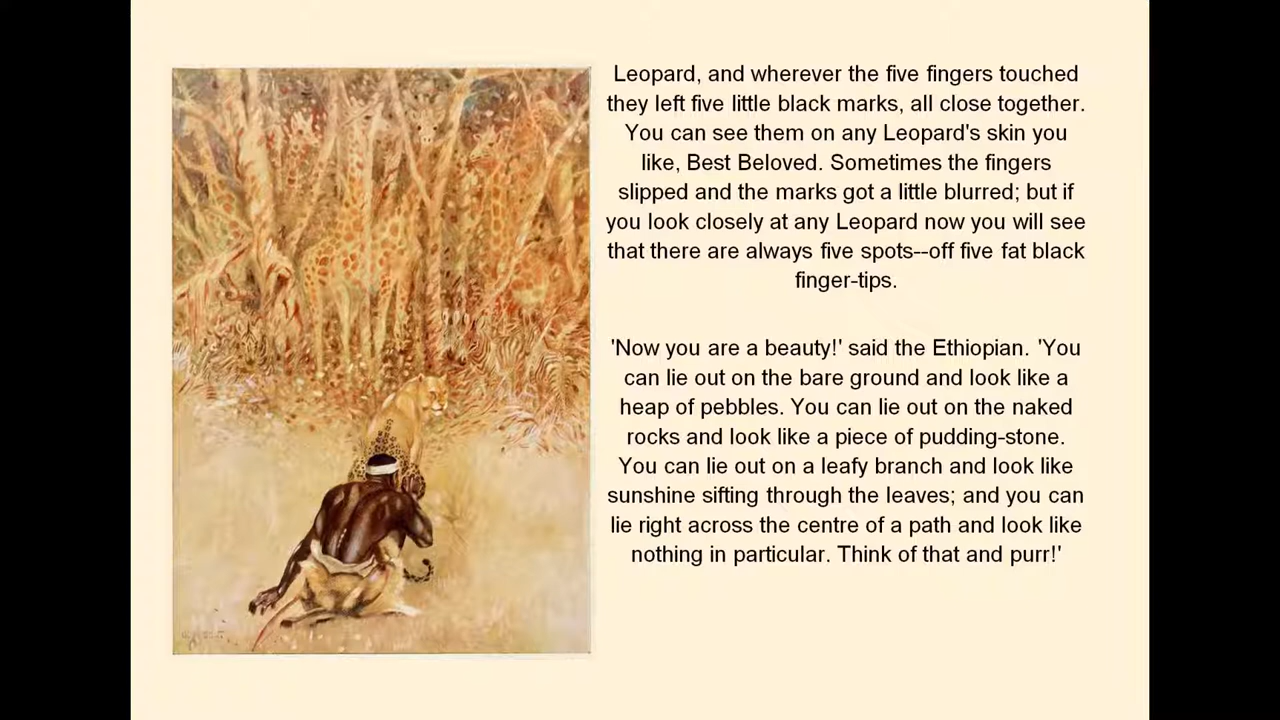 Leopard, and wherever the five fingers touched
they left five little black marks, all close together.
You can see them on any Leopard's skin you
like, Best Beloved. Sometimes the fingers
slipped and the marks got a little blurred; but if
you look closely at any Leopard now you will see
that there are always five spots--off five fat black
finger-tips.
'Now you are a beauty!' said the Ethiopian. 'You
can lie out on the bare ground and look like a
heap of pebbles. You can lie out on the naked
rocks and look like a piece of pudding-stone.
You can lie out on a leafy branch and look like
sunshine sifting through the leaves; and you can
lie right across the centre of a path and look like
nothing in particular. Think of that and purr!'